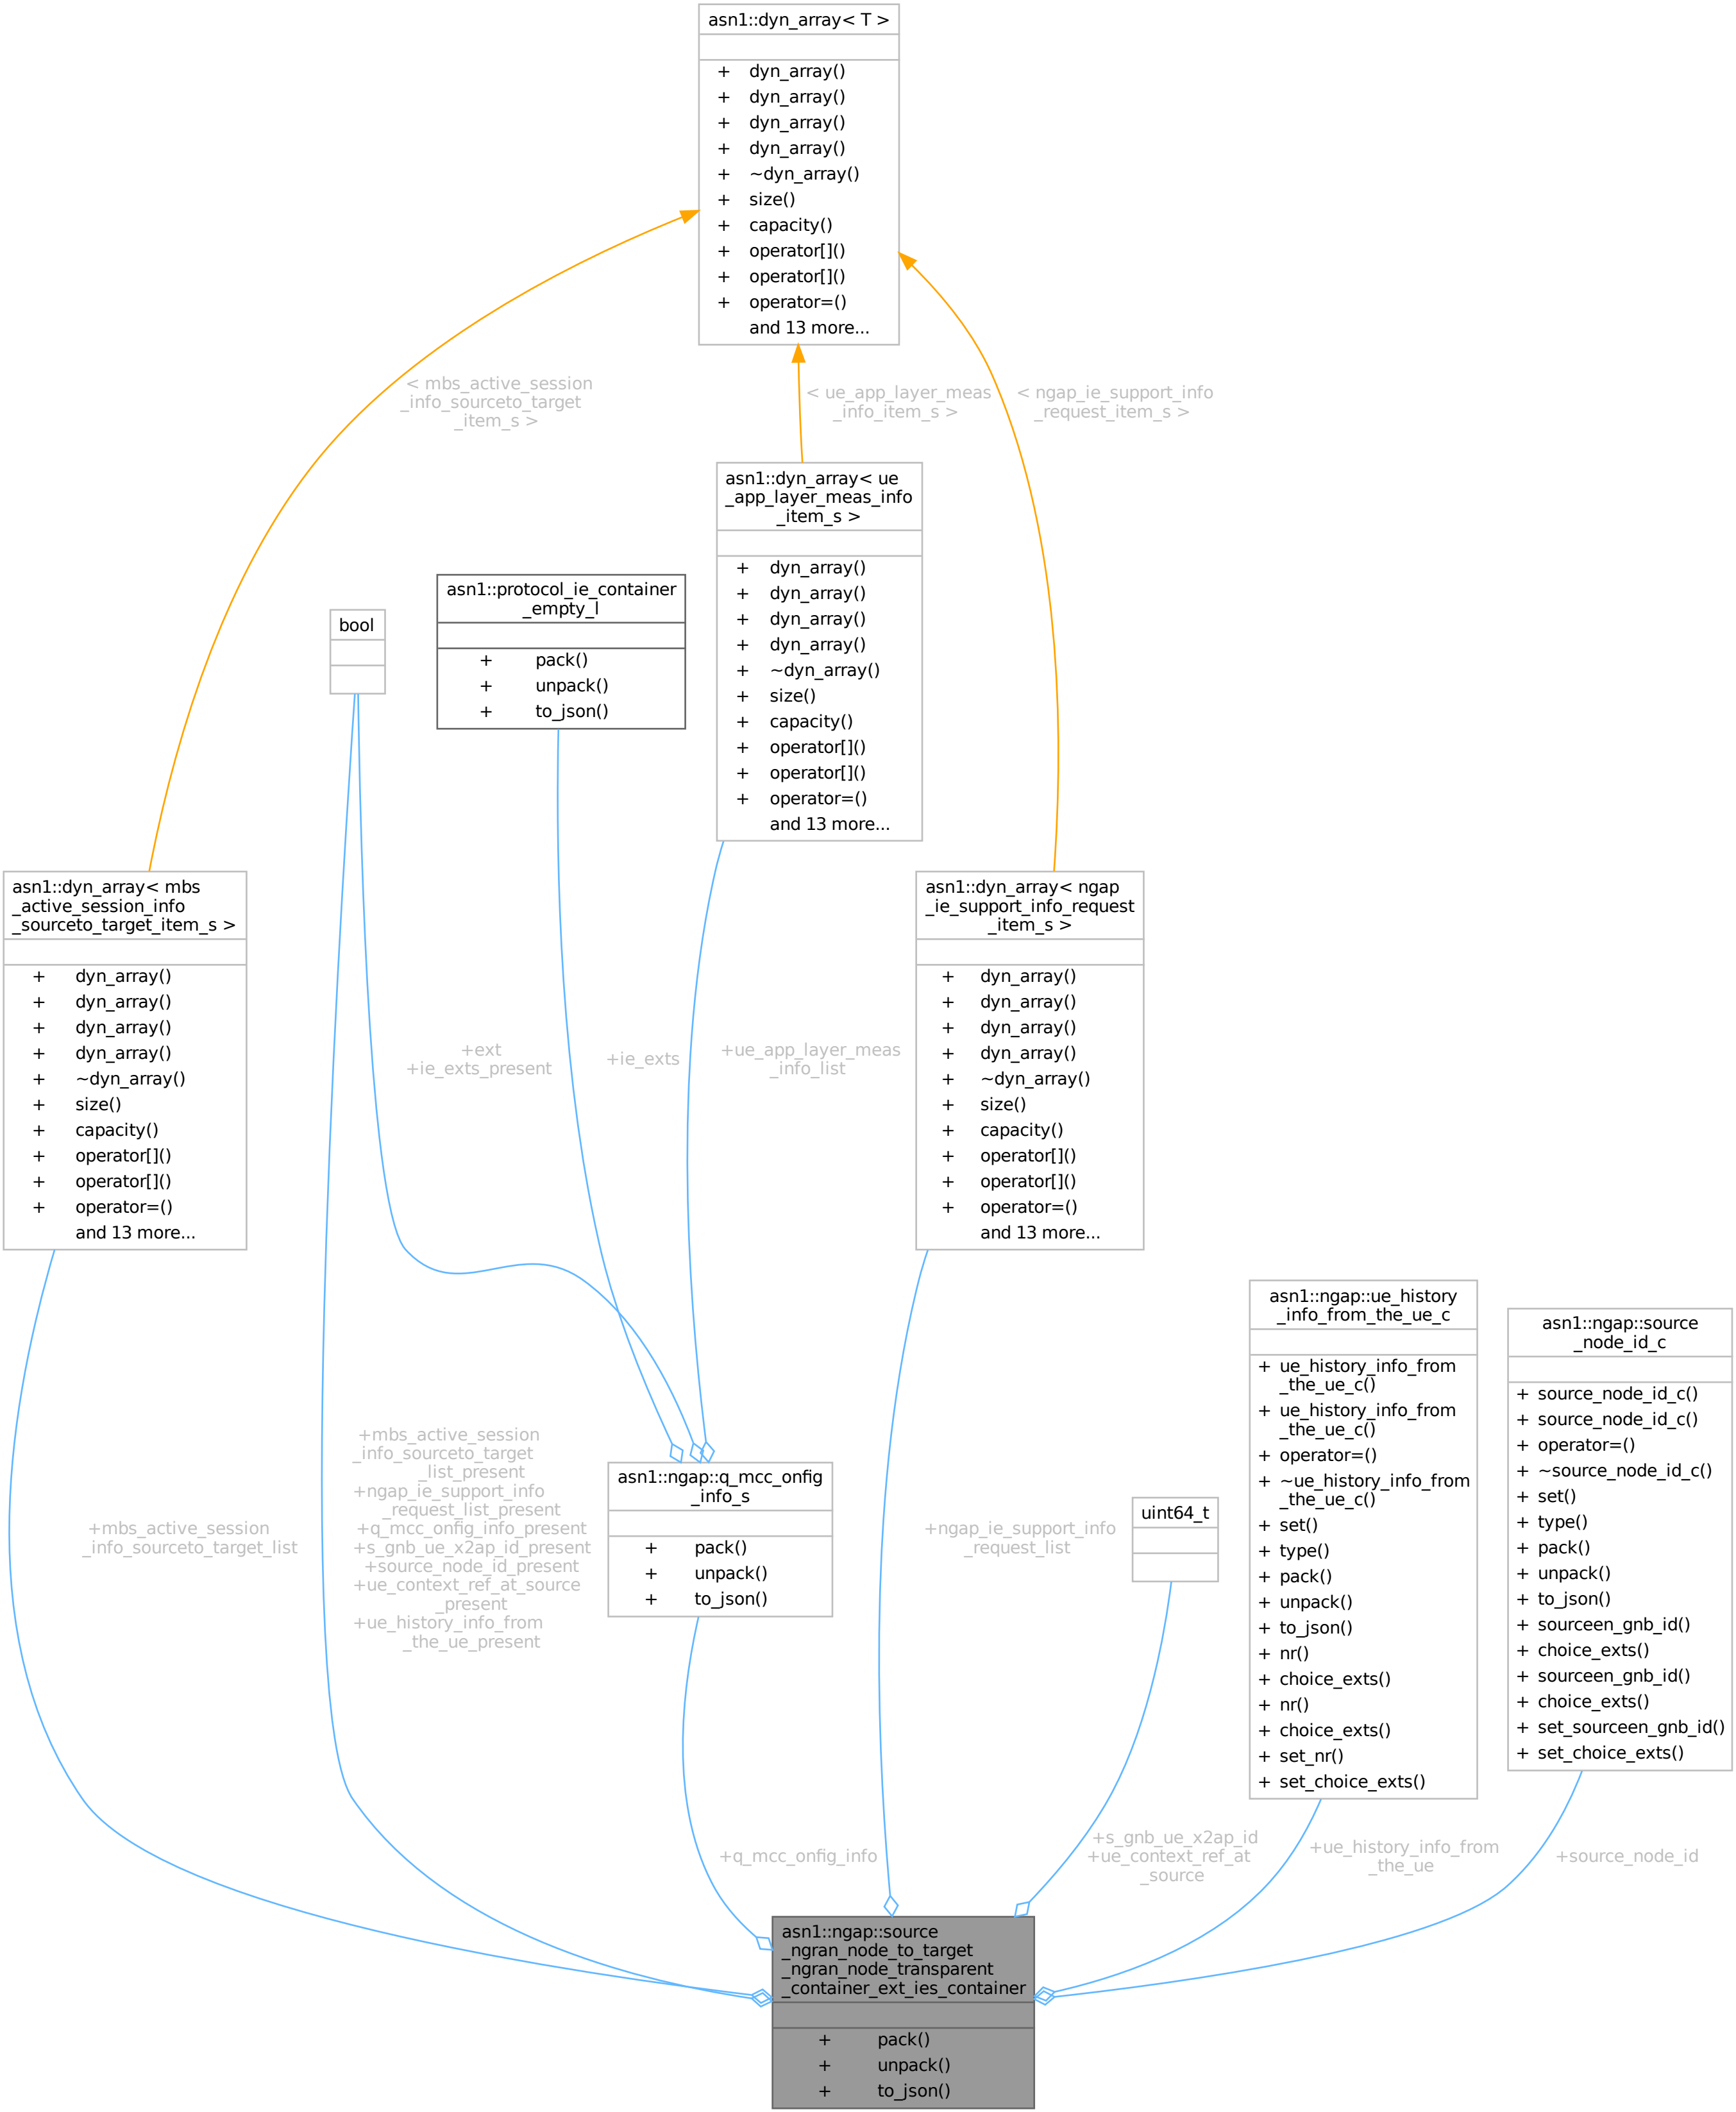 asn1::dyn_array< T >
+ dyn_array()
+ dyn_array()
+ dyn_array()
+ dyn_array()
+ ~dyn_array()
+ size()
+ capacity()
+ operator[]()
+ operator[]()
+ operator=()
and 13 more...
< mbs_active_session
_info_sourceto_target
_item_s >
< ue_app_layer_meas
_info_item_s >
< ngap_ie_support_info
_request_item_s >
asn1::dyn_array< ue
_app_layer_meas_info
_item_s >
+ dyn_array()
+ dyn_array()
+ dyn_array()
+ dyn_array()
+ ~dyn_array()
+ size()
+ capacity()
+ operator[]()
+ operator[]()
+ operator=()
and 13 more...
asn1::protocol_ie_container
_empty_l
+ pack()
+ unpack()
+ to_json()
bool
asn1::dyn_array< mbs
_active_session_info
_sourceto_target_item_s >
+ dyn_array()
+ dyn_array()
+ dyn_array()
+ dyn_array()
+ ~dyn_array()
+ size()
+ capacity()
+ operator[]()
+ operator[]()
+ operator=()
and 13 more...
asn1::dyn_array< ngap
_ie_support_info_request
_item_s >
+ dyn_array()
+ dyn_array()
+ dyn_array()
+ dyn_array()
+ ~dyn_array()
+ size()
+ capacity()
+ operator[]()
+ operator[]()
+ operator=()
and 13 more...
+ext
+ie_exts_present
+ie_exts
+ue_app_layer_meas
_info_list
asn1::ngap::ue_history
_info_from_the_ue_c
+ ue_history_info_from
_the_ue_c()
+ ue_history_info_from
_the_ue_c()
+ operator=()
+ ~ue_history_info_from
_the_ue_c()
+ set()
+ type()
+ pack()
+ unpack()
+ to_json()
+ nr()
+ choice_exts()
+ nr()
+ choice_exts()
+ set_nr()
+ set_choice_exts()
asn1::ngap::source
_node_id_c
+ source_node_id_c()
+ source_node_id_c()
+ operator=()
+ ~source_node_id_c()
+ set()
+ type()
+ pack()
+ unpack()
+ to_json()
+ sourceen_gnb_id()
+ choice_exts()
+ sourceen_gnb_id()
+ choice_exts()
+ set_sourceen_gnb_id()
+ set_choice_exts()
asn1::ngap::q_mcc_onfig
_info_s
+ pack()
+ unpack()
+ to_json()
uint64_t
+mbs_active_session
_info_sourceto_target_list
+mbs_active_session
_info_sourceto_target
_list_present
+ngap_ie_support_info
_request_list_present
+q_mcc_onfig_info_present
+s_gnb_ue_x2ap_id_present
+source_node_id_present
+ue_context_ref_at_source
_present
+ue_history_info_from
_the_ue_present
+ngap_ie_support_info
_request_list
+q_mcc_onfig_info
+s_gnb_ue_x2ap_id
+ue_context_ref_at
_source
+ue_history_info_from
_the_ue
+source_node_id
asn1::ngap::source
_ngran_node_to_target
_ngran_node_transparent
_container_ext_ies_container
+ pack()
+ unpack()
+ to_json()